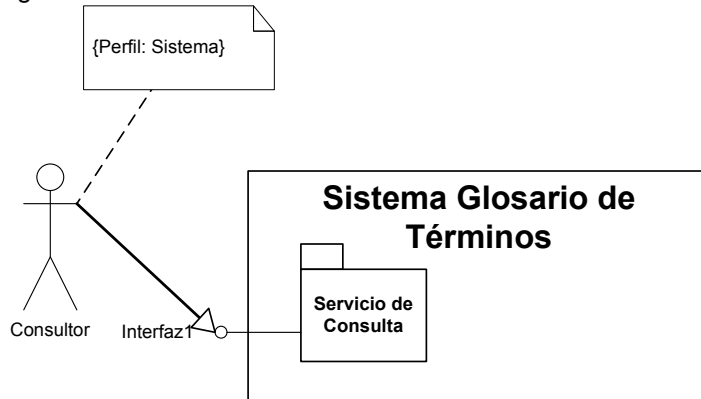 {Perfil: Sistema}
Sistema Glosario de
Términos
Servicio de
Consulta
Consultor
Interfaz1